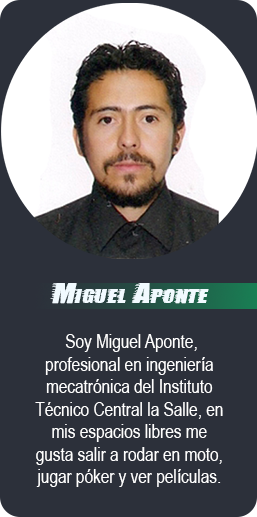 Miguel Aponte
Soy Miguel Aponte,
profesional en ingeniería
mecatrónica del Instituto
Técnico Central la Salle, en
mis espacios libres me
gusta salir a rodar en moto,
jugar póker y ver películas.